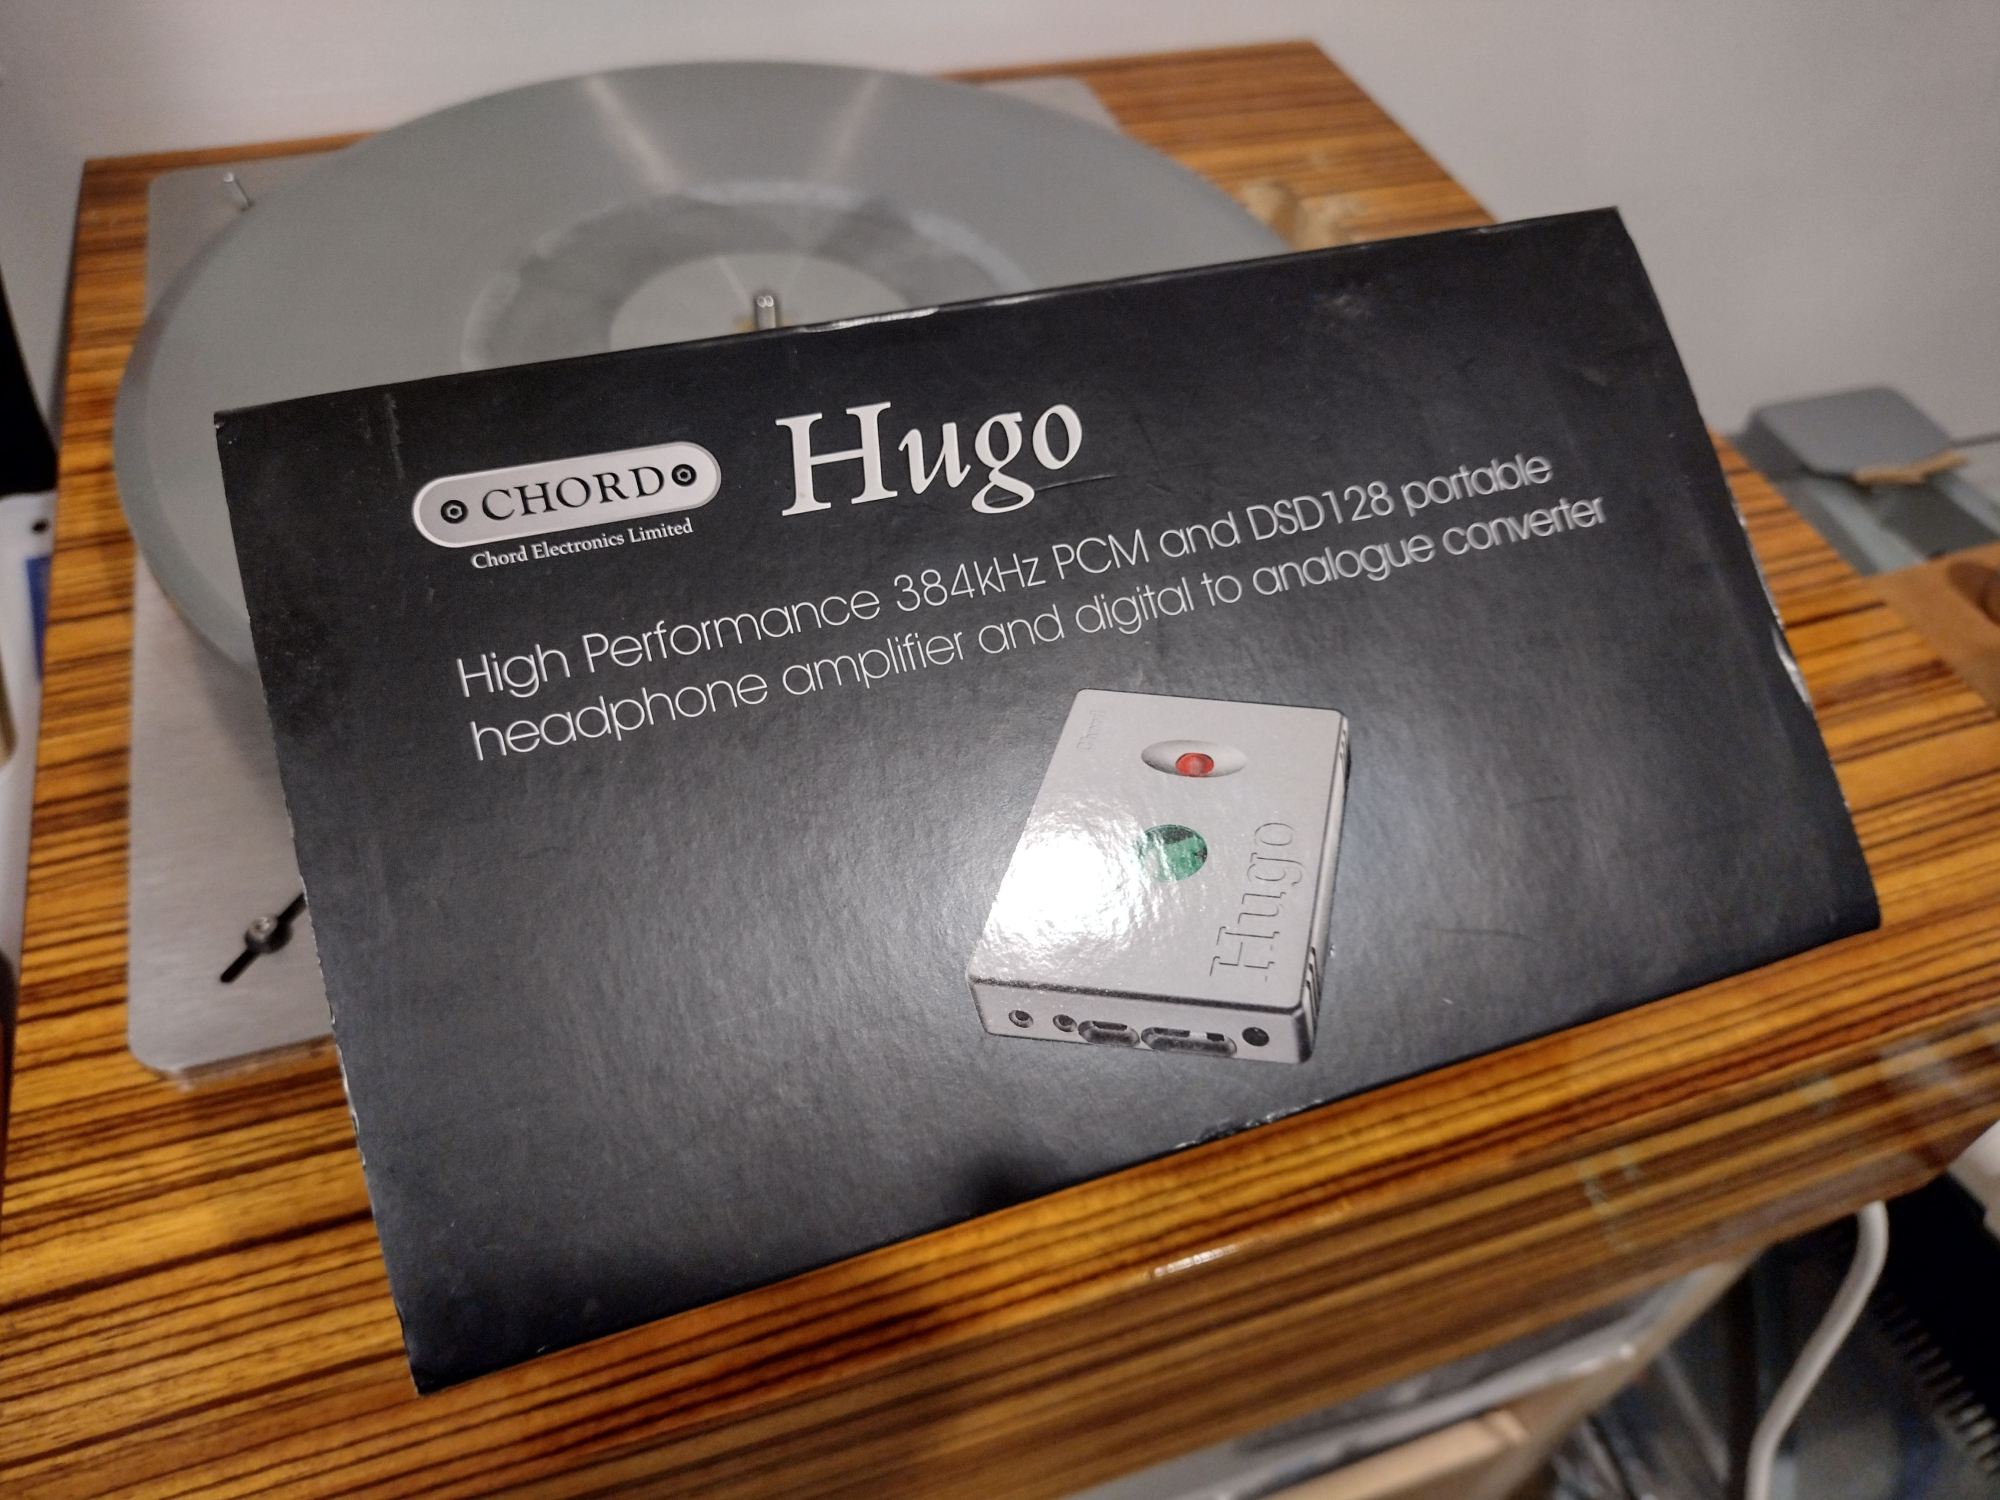 CHORD
Chord Electronics Limited
Hugo
High Performance 384kHz PCM and DSD128 portable
headphone amplifier and digital to analogue converter
Chord
Hugo